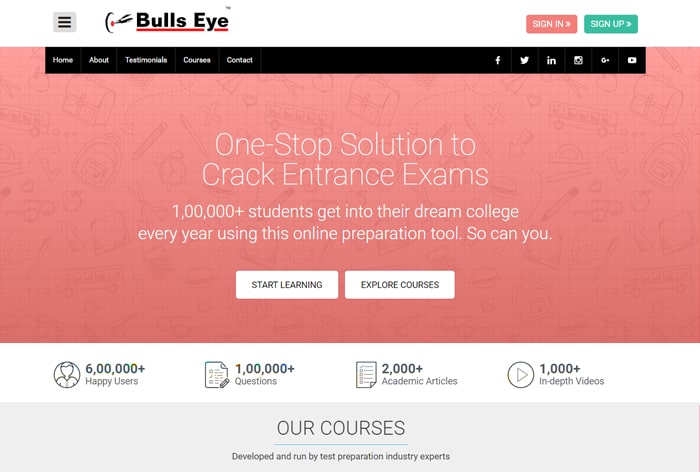 Bulls Eye
TM
SIGN IN »
SIGN UP »
Home
About
Testimonials
Courses
Contact
One-Stop Solution to
Crack Entrance Exams
1,00,000+ students get into their dream college
every year using this online preparation tool. So can you.
START LEARNING
EXPLORE COURSES
6,00,000+
Happy Users
1,00,000+
Questions
2,000+
Academic Articles
1,000+
In-depth Videos
OUR COURSES
Developed and run by test preparation industry experts